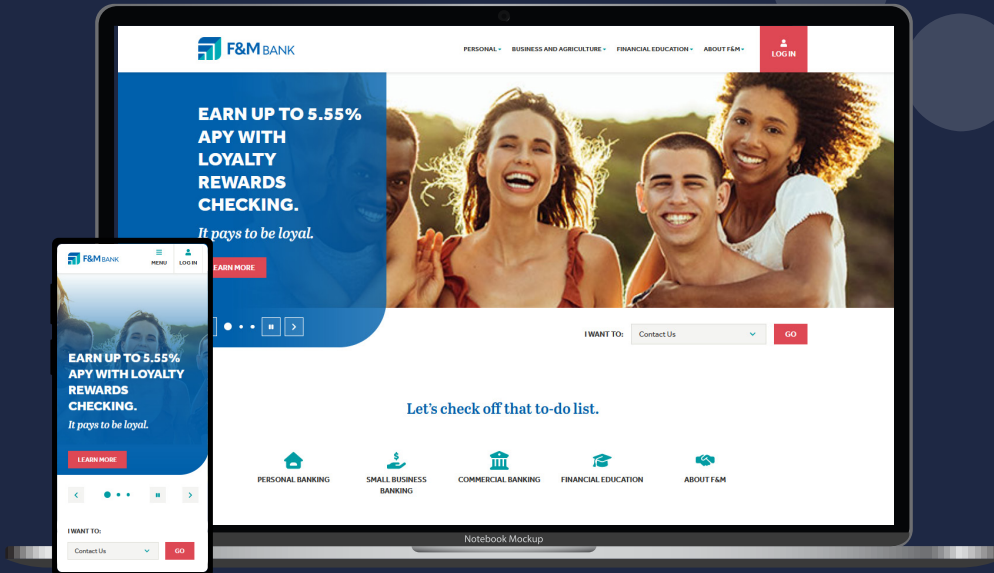 F&M BANK
PERSONAL
BUSINESS AND AGRICULTURE
FINANCIAL EDUCATION
ABOUT F&M
LOG IN
EARN UP TO 5.55%
APY WITH
LOYALTY
REWARDS
CHECKING.
It pays to be loyal.
EARN MORE
I WANT TO:
Contact Us
GO
Let's check off that to-do list.
PERSONAL BANKING
SMALL BUSINESS
BANKING
COMMERCIAL BANKING
FINANCIAL EDUCATION
ABOUT F&M
Notebook Mockup
F&M BANK
MENU
LOG IN
EARN UP TO 5.55%
APY WITH LOYALTY
REWARDS
CHECKING.
It pays to be loyal.
LEARN MORE
I WANT TO:
Contact Us
GO